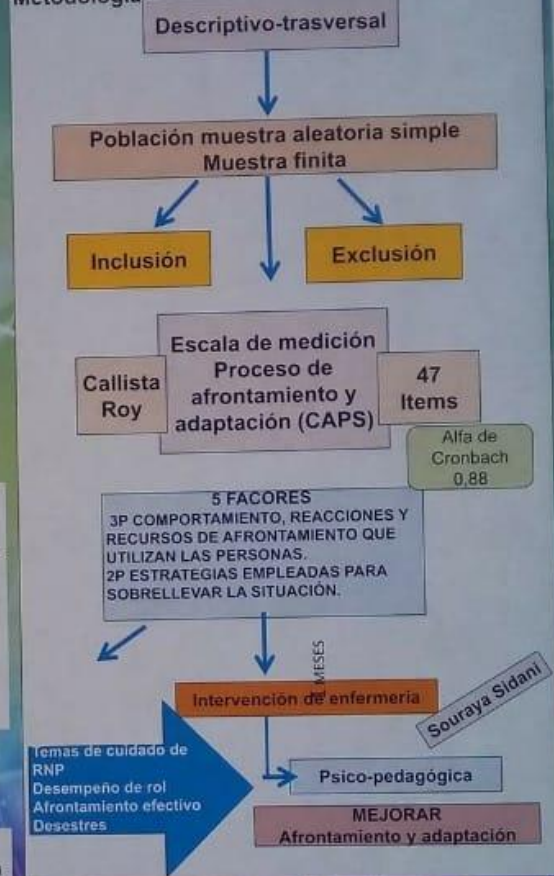 Metodología
Descriptivo-trasversal
Población muestra aleatoria simple
Muestra finita
Inclusión
Exclusión
Callista
Roy
Escala de medición
Proceso de
afrontamiento y
adaptación (CAPS)
47
Items
Alfa de
Cronbach
0,88
5 FACORES
3P COMPORTAMIENTO, REACCIONES Y
RECURSOS DE AFRONTAMIENTO QUE
UTILIZAN LAS PERSONAS.
2P ESTRATEGIAS EMPLEADAS PARA
SOBRELLEVAR LA SITUACIÓN.
MESES
Intervención de enfermería
Souraya Sidani
Temas de cuidado de
RNP
Desempeño de rol
Afrontamiento efectivo
Desestres
Psico-pedagógica
MEJORAR
Afrontamiento y adaptación